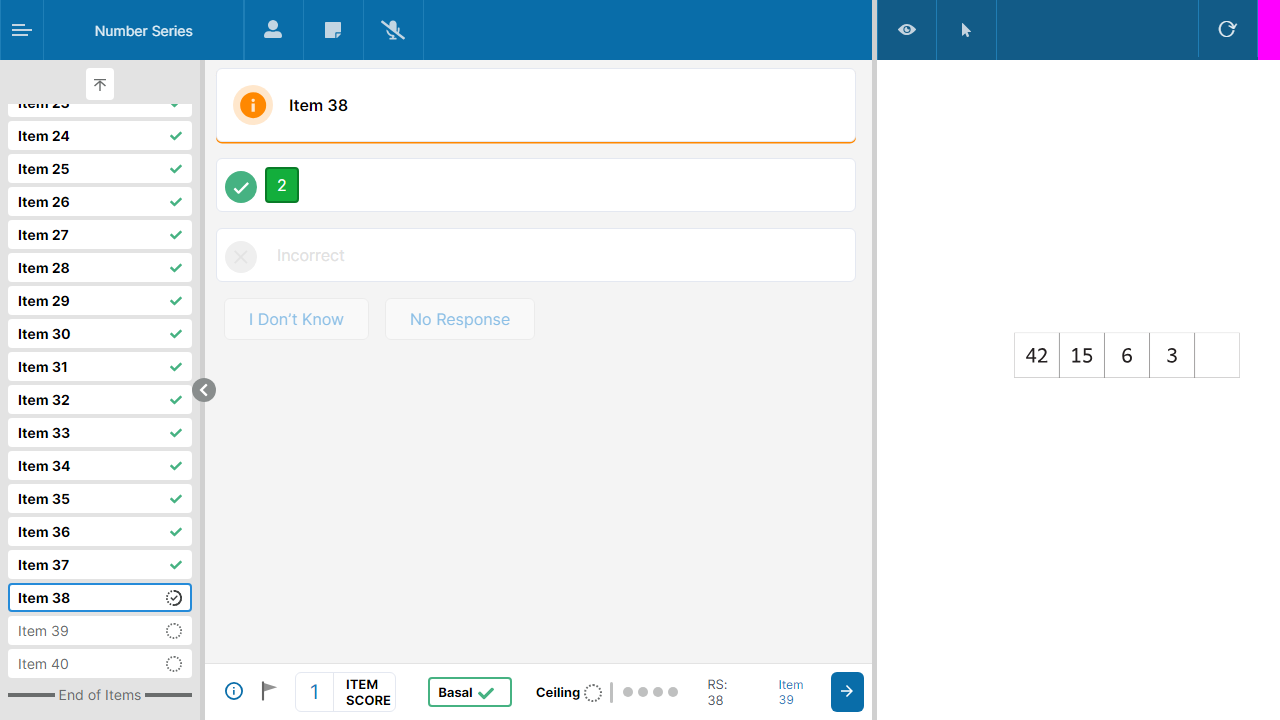 Number Series
Item 23
Item 24
Item 25
Item 26
Item 27
Item 28
Item 29
Item 30
Item 31
Item 32
Item 33
Item 34
Item 35
Item 36
Item 37
Item 38
Item 39
Item 40
End of Items
Item 38
2
Incorrect
I Don't Know
No Response
1
ITEM
SCORE
Basal
Ceiling
RS:
38
Item
39
42 15 6 3